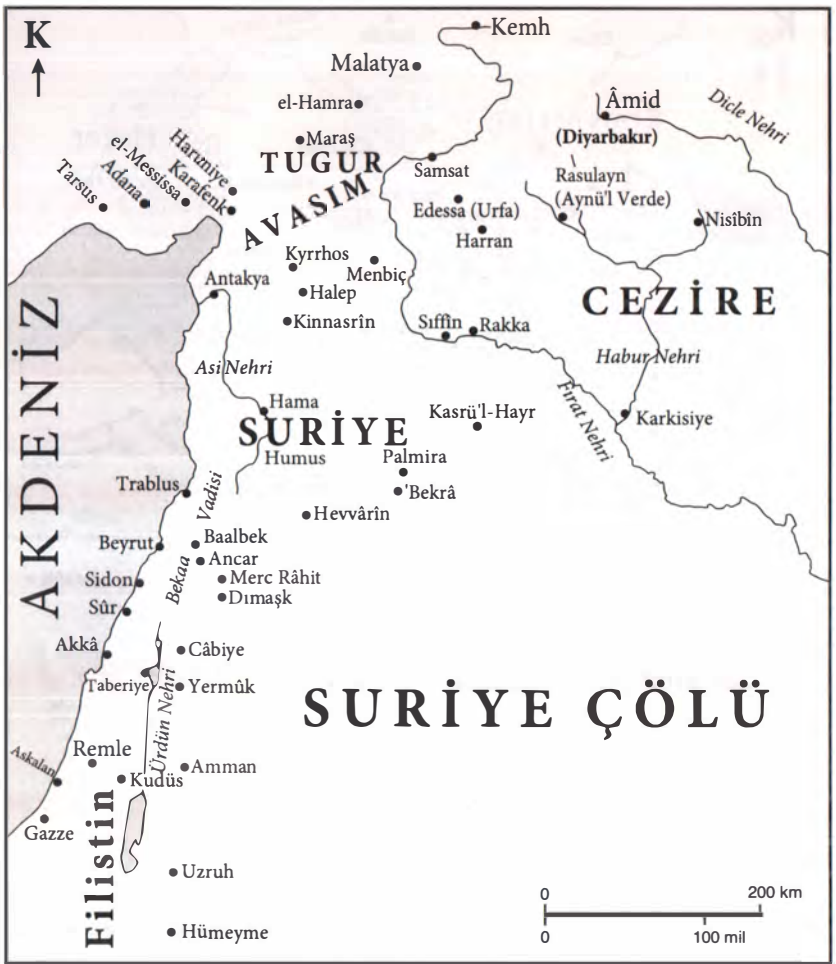 K
Kemh
Malatya
el-Hamra
Âmid
(Diyarbakır)
Dicle Nehri
Maraş
TUGUR
Haruniye
Karafenk
el-Messissa
Adana
Tarsus
Samsat
Rasulayn
(Aynü'l Verde)
AVASIM
Edessa (Urfa)
Nisîbîn
Harran
Kyrrhos
Menbiç
Antakya
Halep
CEZIRE
Kinnasrîn
Sıffîn
Rakka
AKDENİZ
Asi Nehri
Habur Nehri
Fırat Nehri
Hama
Kasrü'l-Hayr
Karkisiye
SURİYE
Humus
Palmira
Trablus
'Bekrâ
Bekaa Vadisi
Hevvârîn
Beyrut
Baalbek
Ancar
Sidon
Merc Râhit
Dımaşk
Sûr
Akkâ
Câbiye
Taberiye
Yermûk
Ürdün Nehri
SURİYE ÇÖLÜ
Remle
Askalan
Kudüs
Amman
Gazze
Filistin
Uzruh
Hümeyme
0 200 km
0 100 mil